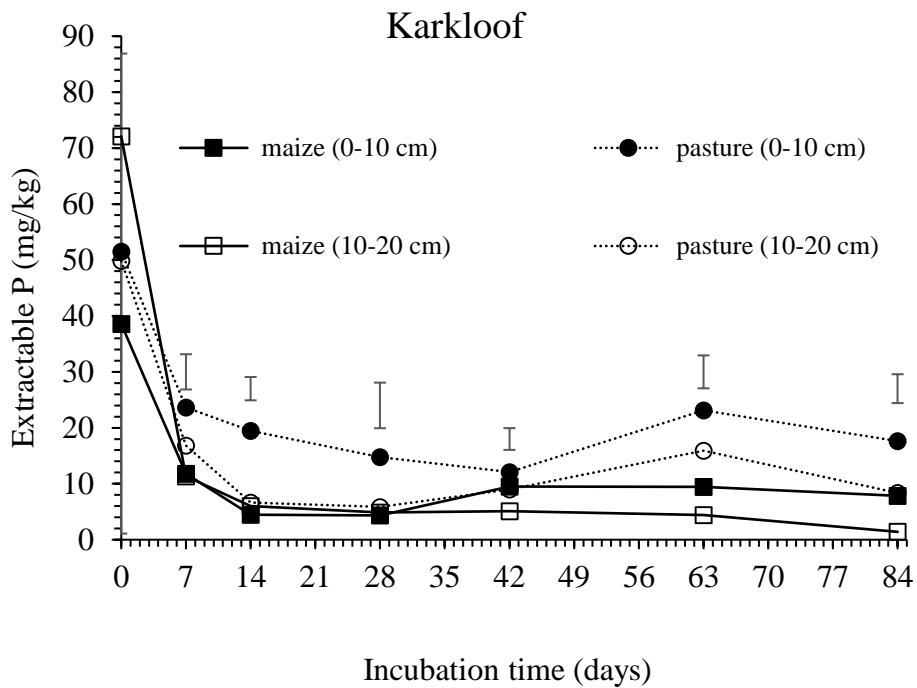 Karkloof
90
80
70
60
50
40
30
20
10
0
Extractable P (mg/kg)
maize (0-10 cm)
pasture (0-10 cm)
maize (10-20 cm)
pasture (10-20 cm)
0 7 14 21 28 35 42 49 56 63 70 77 84
Incubation time (days)